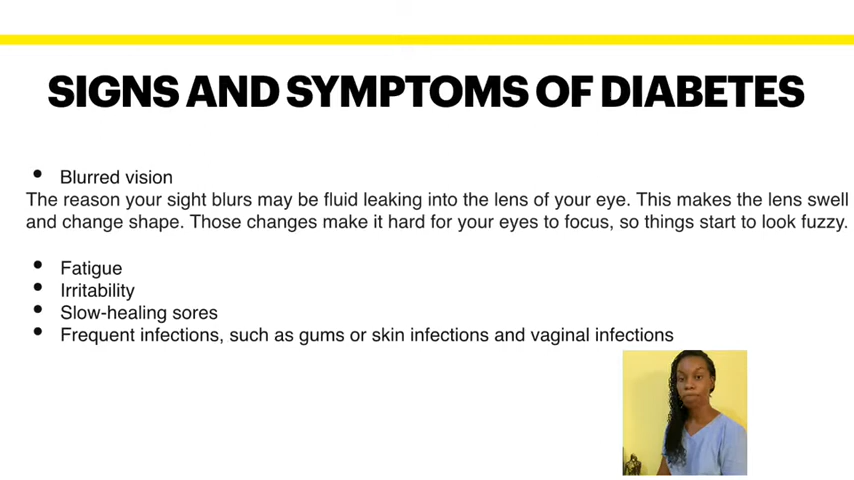 SIGNS AND SYMPTOMS OF DIABETES
• Blurred vision
The reason your sight blurs may be fluid leaking into the lens of your eye. This makes the lens swell
and change shape. Those changes make it hard for your eyes to focus, so things start to look fuzzy.
• Fatigue
• Irritability
• Slow-healing sores
• Frequent infections, such as gums or skin infections and vaginal infections